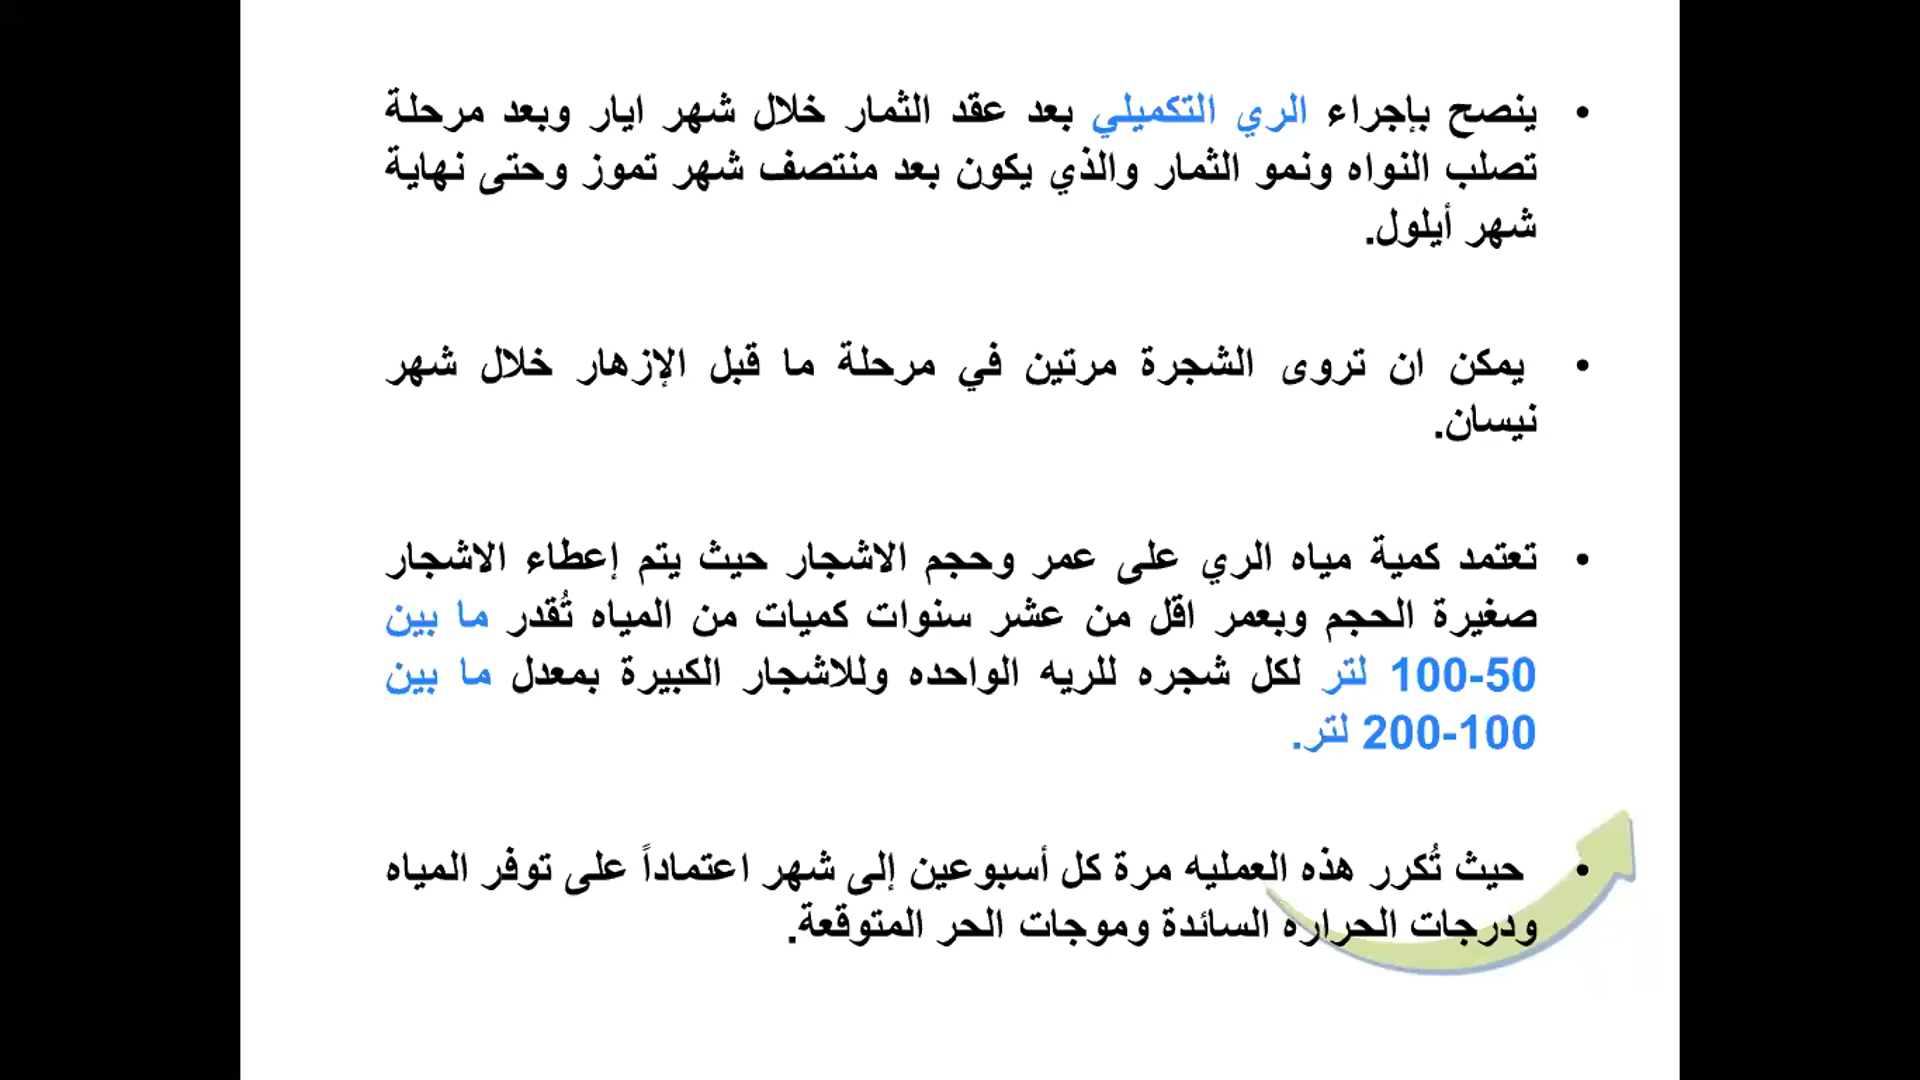 • ينصح بإجراء الري التكميلي بعد عقد الثمار خلال شهر ايار وبعد مرحلة
تصلب النواه ونمو الثمار والذي يكون بعد منتصف شهر تموز وحتى نهاية
شهر أيلول.
• يمكن ان تروى الشجرة مرتين في مرحلة ما قبل الإزهار خلال شهر
نيسان.
• تعتمد كمية مياه الري على عمر وحجم الاشجار حيث يتم إعطاء الاشجار
صغيرة الحجم وبعمر اقل من عشر سنوات كميات من المياه تُقدر ما بين
50-100 لتر لكل شجره للريه الواحده وللاشجار الكبيرة بمعدل ما بين
100-200 لتر.
• حيث تُكرر هذه العمليه مرة كل أسبوعين إلى شهر اعتماداً على توفر المياه
ودرجات الحراره السائدة وموجات الحر المتوقعة.